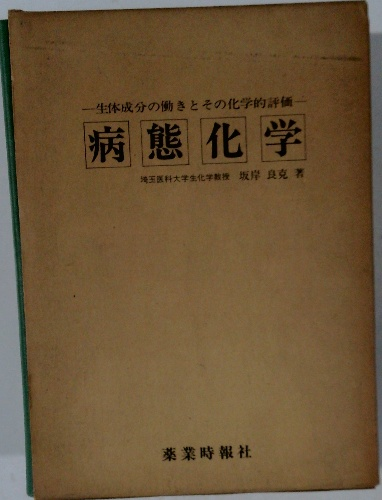 —生体成分の働きとその化学的評価—
病態化学
埼玉医科大学生化学教授 坂岸良克 著
薬業時報社